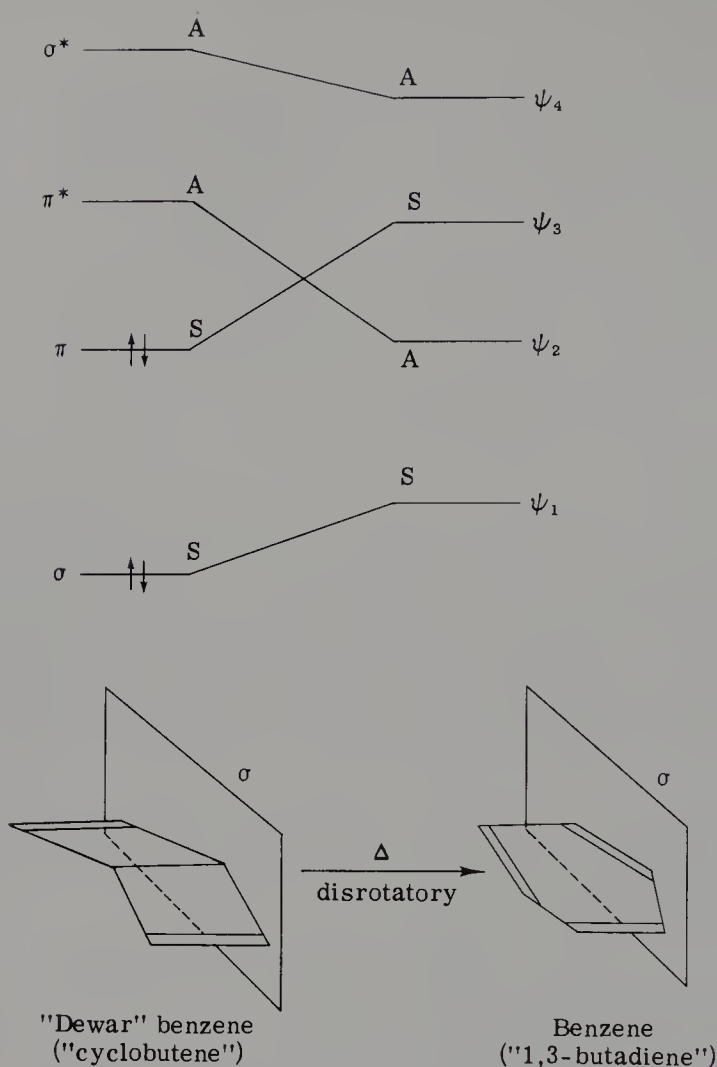 A
σ*
A
ψ₄
A
π*
S
ψ₃
S
π
A
ψ₂
S
ψ₁
S
σ
σ
σ
Δ
disrotatory
"Dewar" benzene
("cyclobutene")
Benzene
("1,3-butadiene")